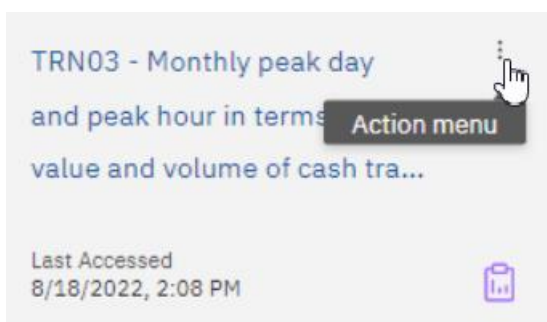 TRN03 - Monthly peak day
and peak hour in terms
Action menu
value and volume of cash tra...
Last Accessed
8/18/2022, 2:08 PM